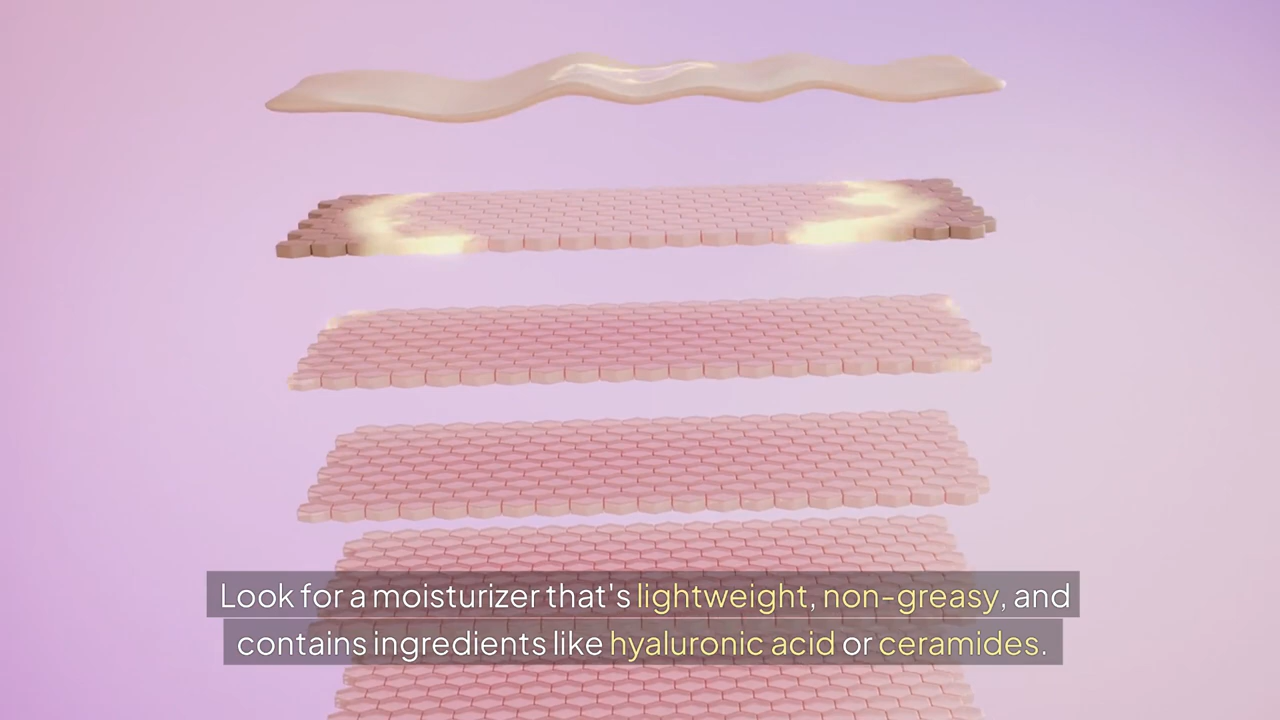 Look for a moisturizer that's lightweight, non-greasy, and
contains ingredients like hyaluronic acid or ceramides.